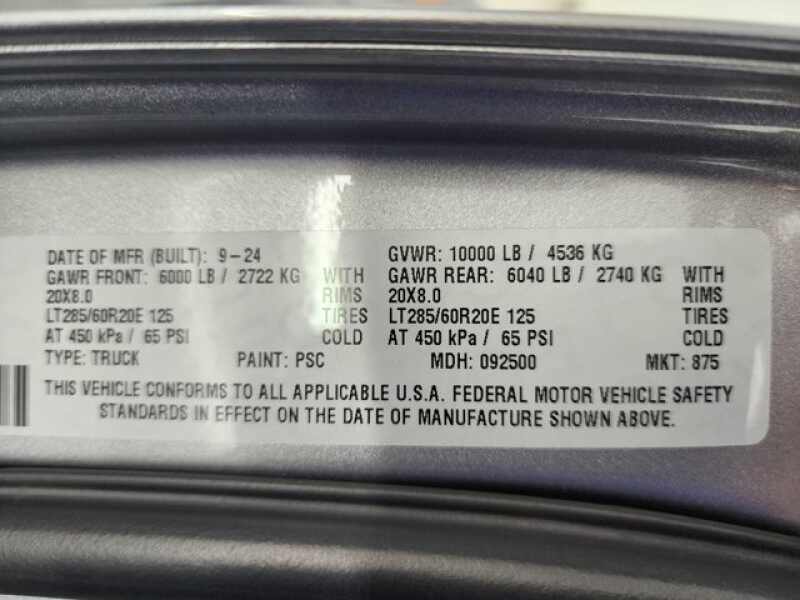 DATE OF MFR (BUILT): 9-24 GVWR: 10000 LB / 4536 KG
GAWR FRONT: 6000 LB / 2722 KG WITH GAWR REAR: 6040 LB / 2740 KG WITH
20X8.0 RIMS 20X8.0 RIMS
LT285/60R20E 125 TIRES LT285/60R20E 125 TIRES
AT 450 kPa / 65 PSI COLD AT 450 kPa / 65 PSI COLD
TYPE: TRUCK PAINT: PSC MDH: 092500 MKT: 875
THIS VEHICLE CONFORMS TO ALL APPLICABLE U.S.A. FEDERAL MOTOR VEHICLE SAFETY
STANDARDS IN EFFECT ON THE DATE OF MANUFACTURE SHOWN ABOVE.